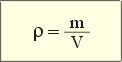 ρ = m / V